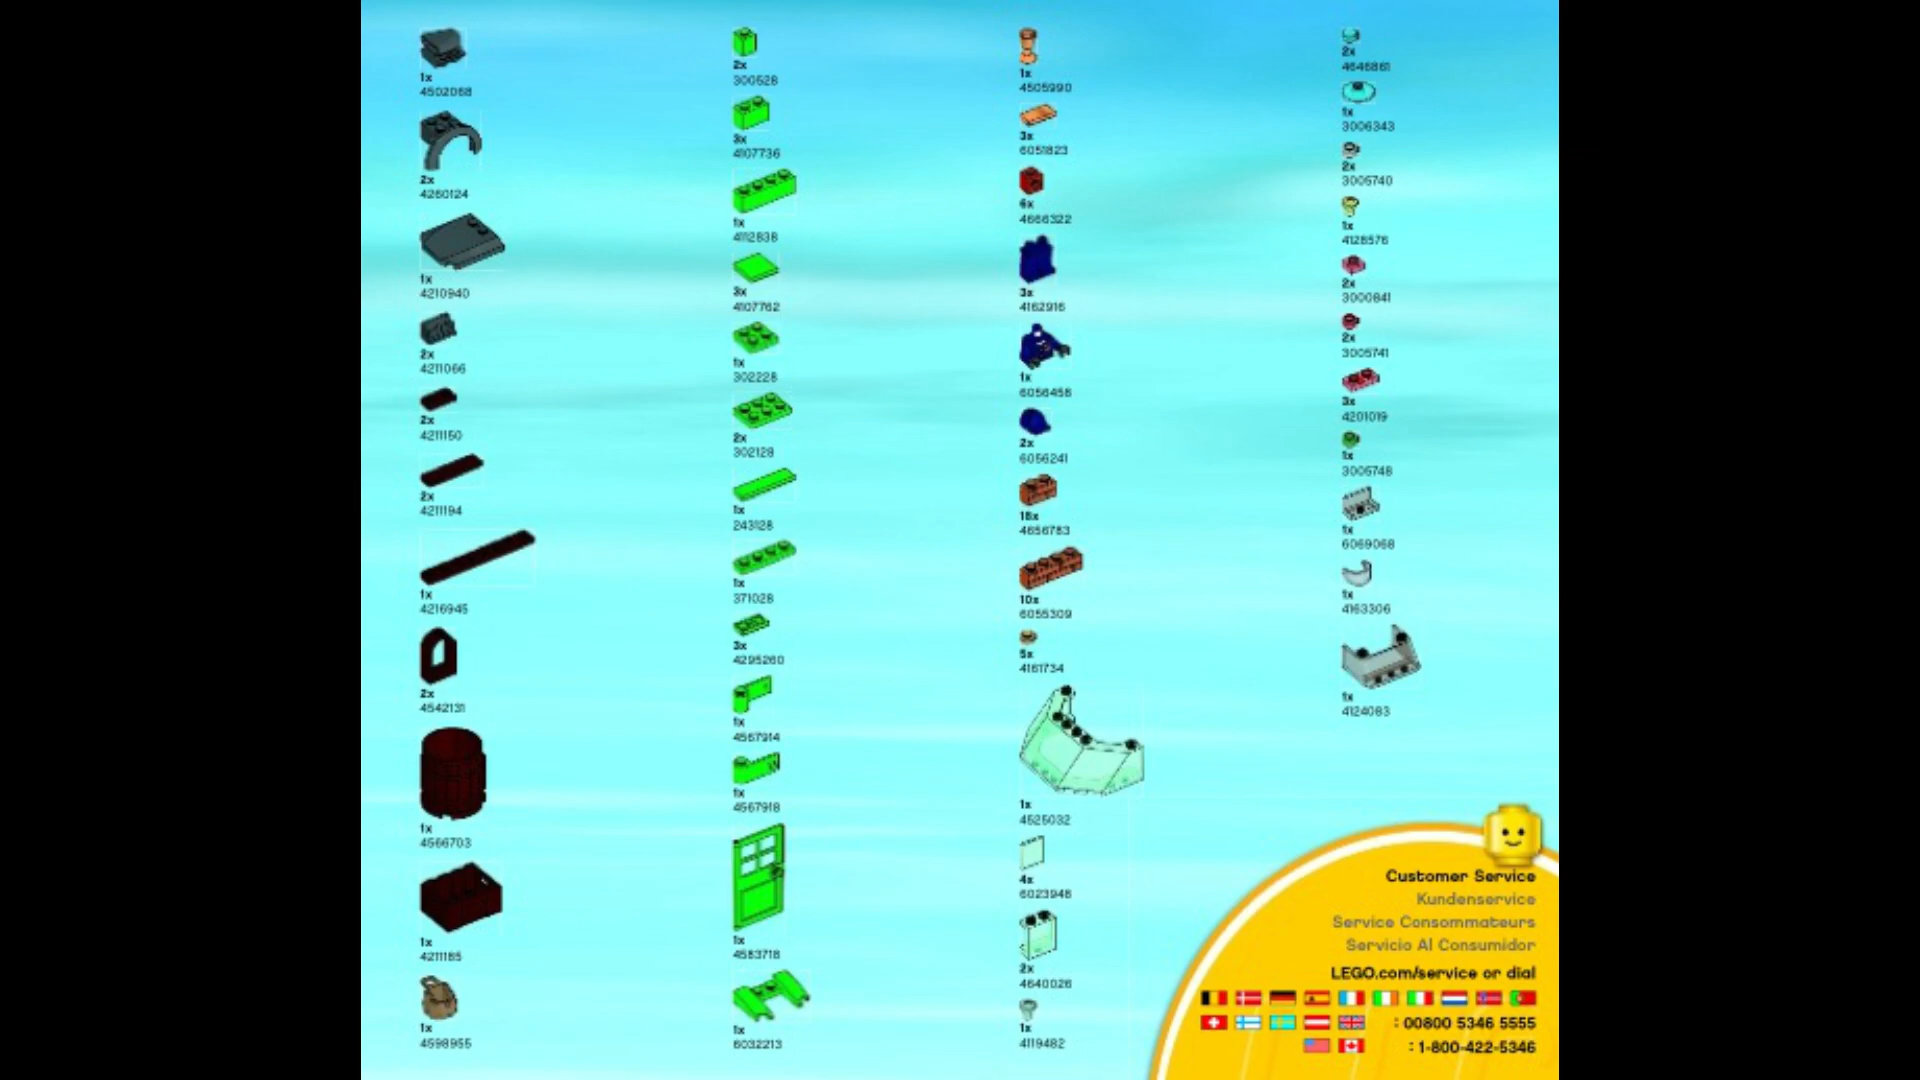 1x
4502068
2x
4260124
1x
4210940
2x
4211066
2x
4211150
2x
4211194
1x
4216945
2x
4542131
1x
4566703
1x
4211185
1x
4598955
2x
300528
3x
4107736
1x
4112838
3x
4107762
1x
302228
2x
302128
1x
243128
1x
371028
3x
4295260
1x
4567914
1x
4567918
1x
4583718
1x
6032213
1x
4505990
3x
6051823
6x
4666322
3x
4162916
1x
6056458
2x
6056241
18x
4656783
10x
6055309
5x
4161734
1x
4525032
4x
6023948
2x
4640026
1x
4119482
2x
4646861
1x
3006343
2x
3005740
1x
4128576
2x
3000841
2x
3005741
3x
4201019
1x
3005748
1x
6069068
1x
4163306
1x
4124083
Customer Service
Kundenservice
Service Consommateurs
Servicio Al Consumidor
LEGO.com/service or dial
: 00800 5346 5555
: 1-800-422-5346